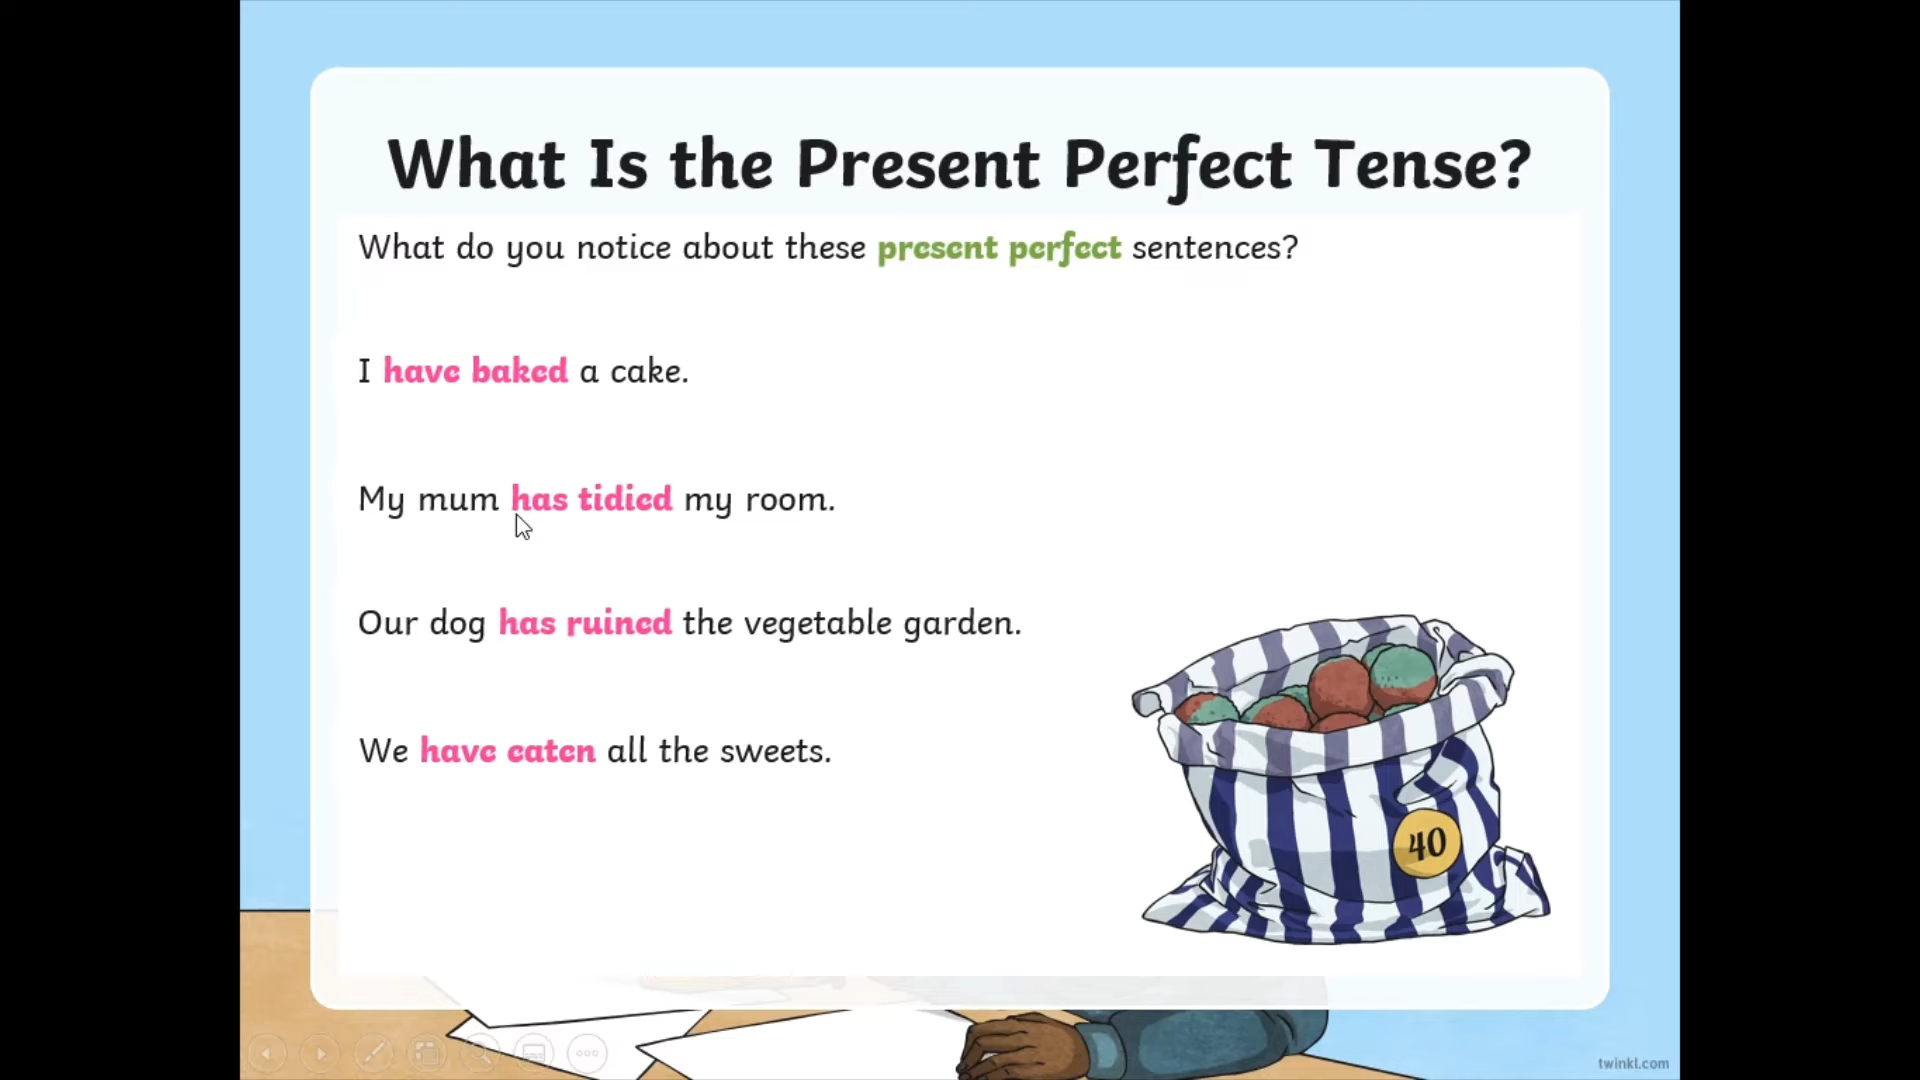 What Is the Present Perfect Tense?
What do you notice about these present perfect sentences?
I have baked a cake.
My mum has tidied my room.
Our dog has ruined the vegetable garden.
We have eaten all the sweets.
40
twinkl.com